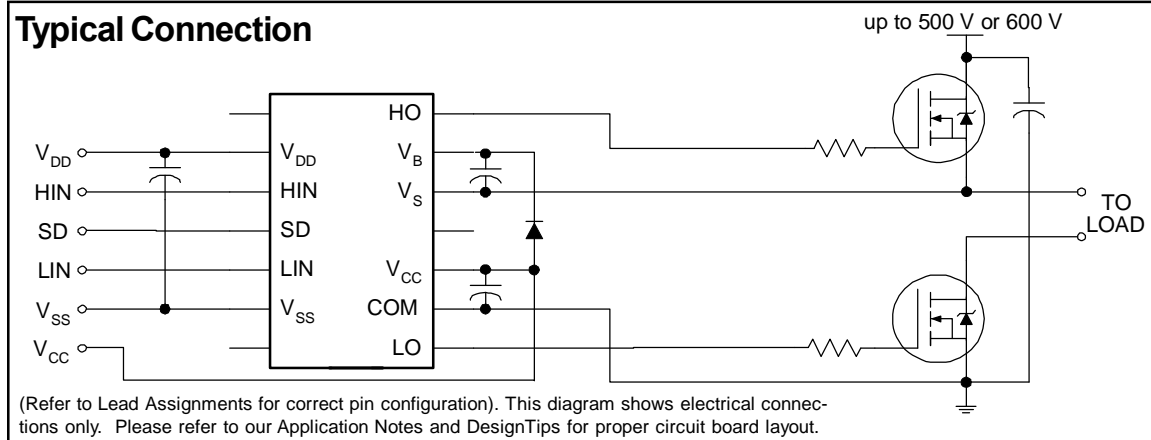 Typical Connection
up to 500 V or 600 V
HO
V_DD
V_DD
V_B
HIN
HIN
V_S
TO
LOAD
SD
SD
LIN
LIN
V_CC
V_SS
V_SS
COM
V_CC
LO
(Refer to Lead Assignments for correct pin configuration). This diagram shows electrical connec-
tions only. Please refer to our Application Notes and DesignTips for proper circuit board layout.